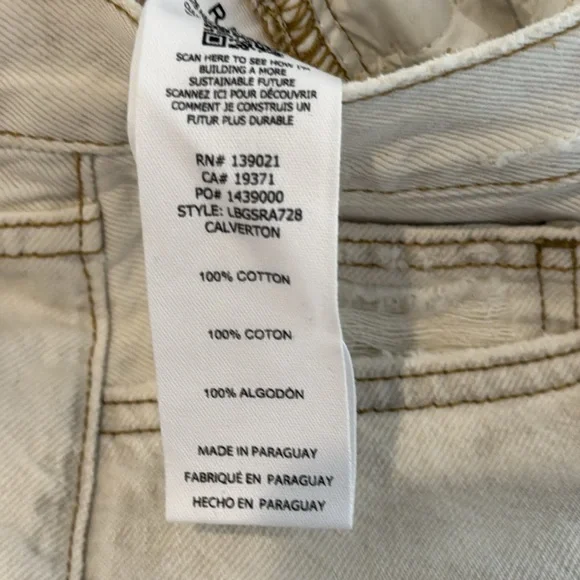 SCAN HERE TO SEE HOW I'M
BUILDING A MORE
SUSTAINABLE FUTURE
SCANNEZ ICI POUR DÉCOUVRIR
COMMENT JE CONSTRUIS UN
FUTUR PLUS DURABLE
RN# 139021
CA# 19371
PO# 1439000
STYLE: LBGSRA728
CALVERTON
100% COTTON
100% COTON
100% ALGODÓN
MADE IN PARAGUAY
FABRIQUÉ EN PARAGUAY
HECHO EN PARAGUAY